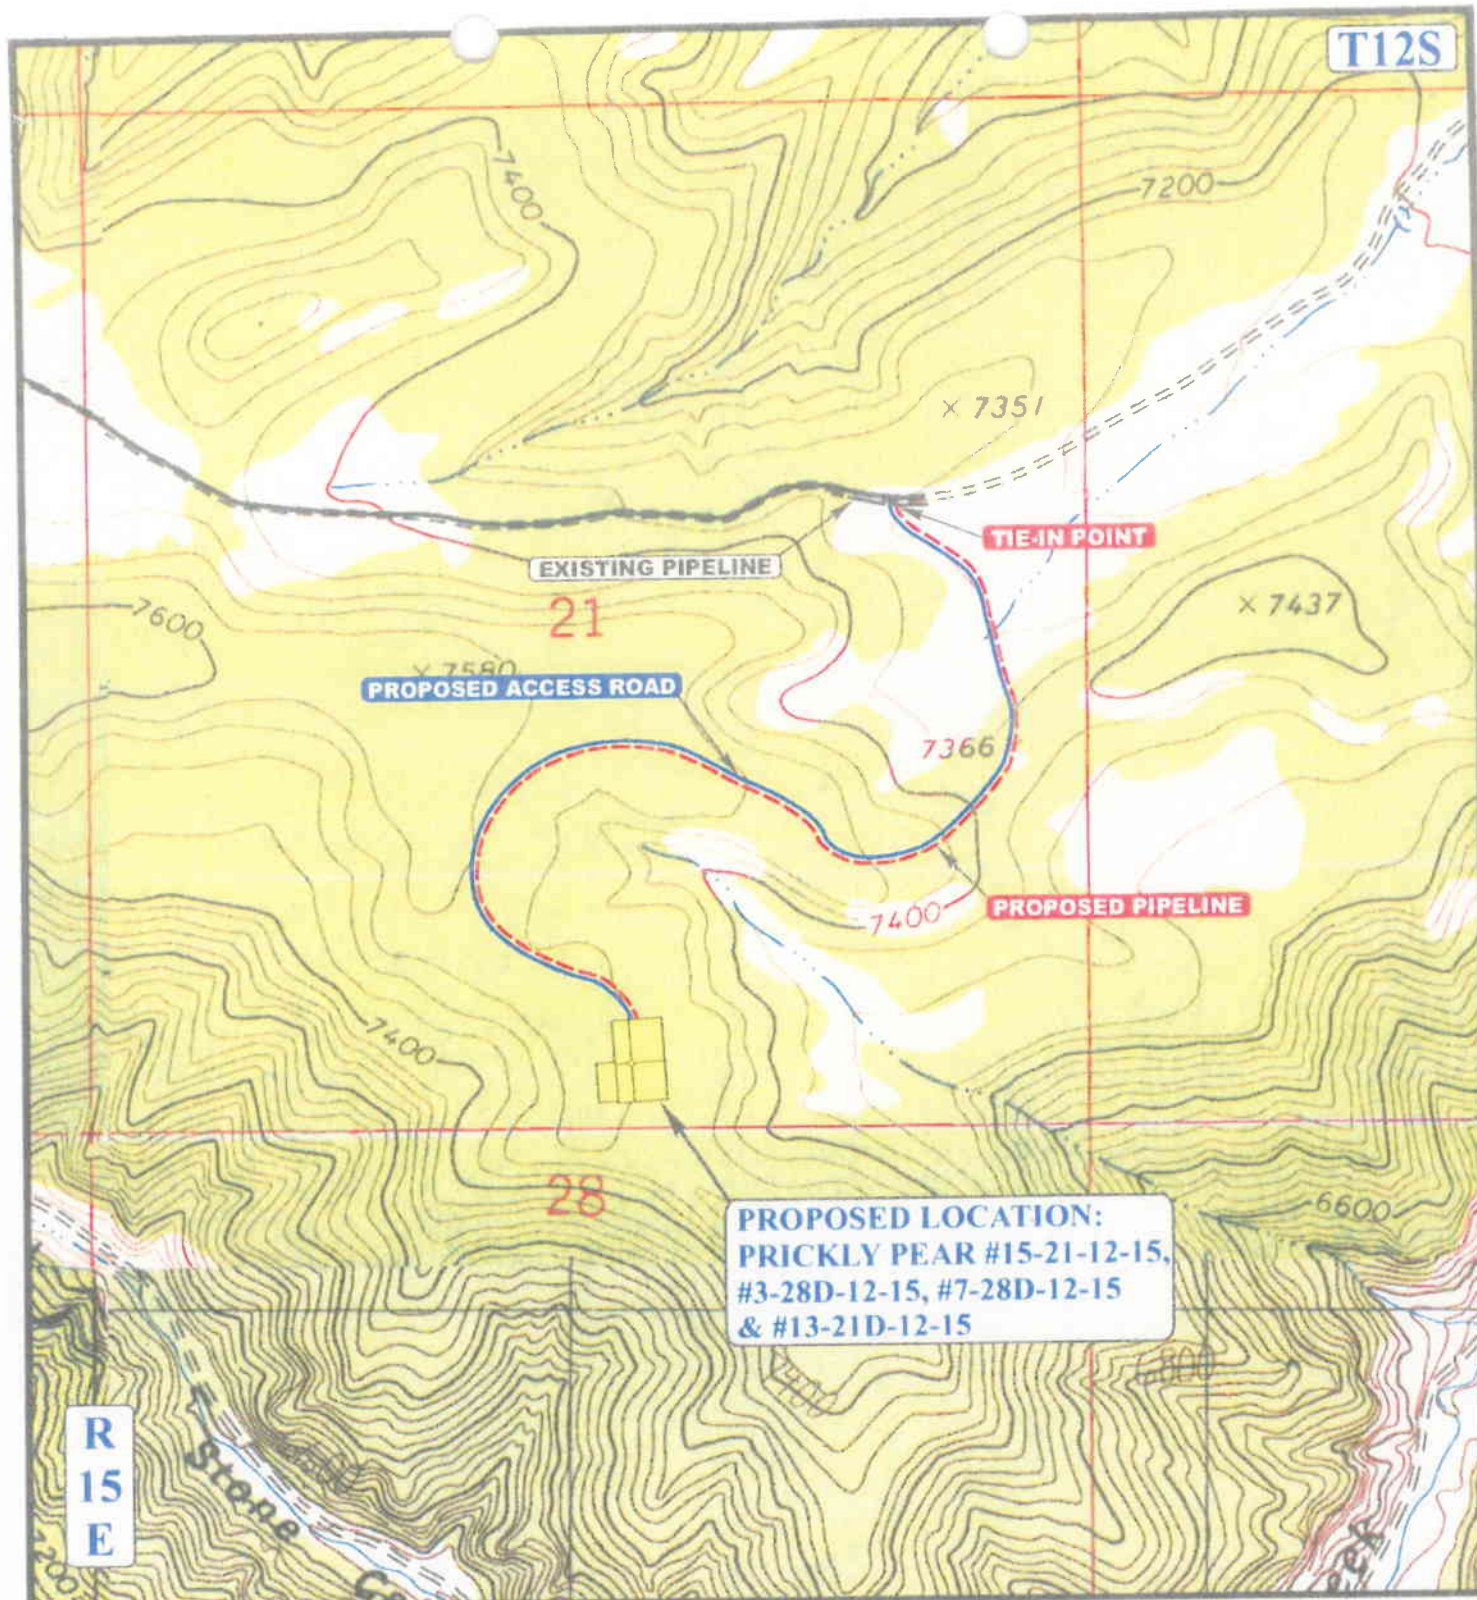 T12S
7400
7200
× 7351
TIE-IN POINT
EXISTING PIPELINE
21
7600
× 7437
× 7580
PROPOSED ACCESS ROAD
7366
7400
PROPOSED PIPELINE
7400
28
6600
PROPOSED LOCATION:
PRICKLY PEAR #15-21-12-15,
#3-28D-12-15, #7-28D-12-15
& #13-21D-12-15
6800
R
15
E
Stone